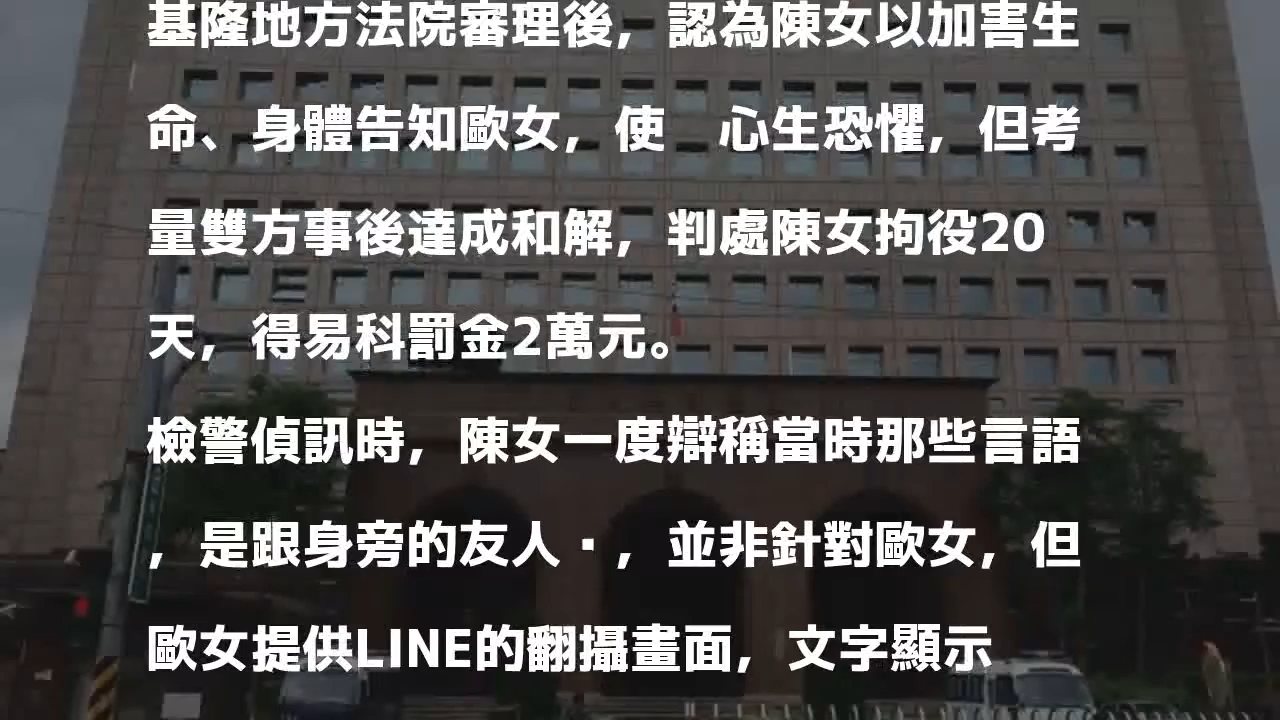 基隆地方法院審理後，認為陳女以加害生
命、身體告知歐女，使　心生恐懼，但考
量雙方事後達成和解，判處陳女拘役20
天，得易科罰金2萬元。
檢警偵訊時，陳女一度辯稱當時那些言語
，是跟身旁的友人·，並非針對歐女，但
歐女提供LINE的翻攝畫面，文字顯示